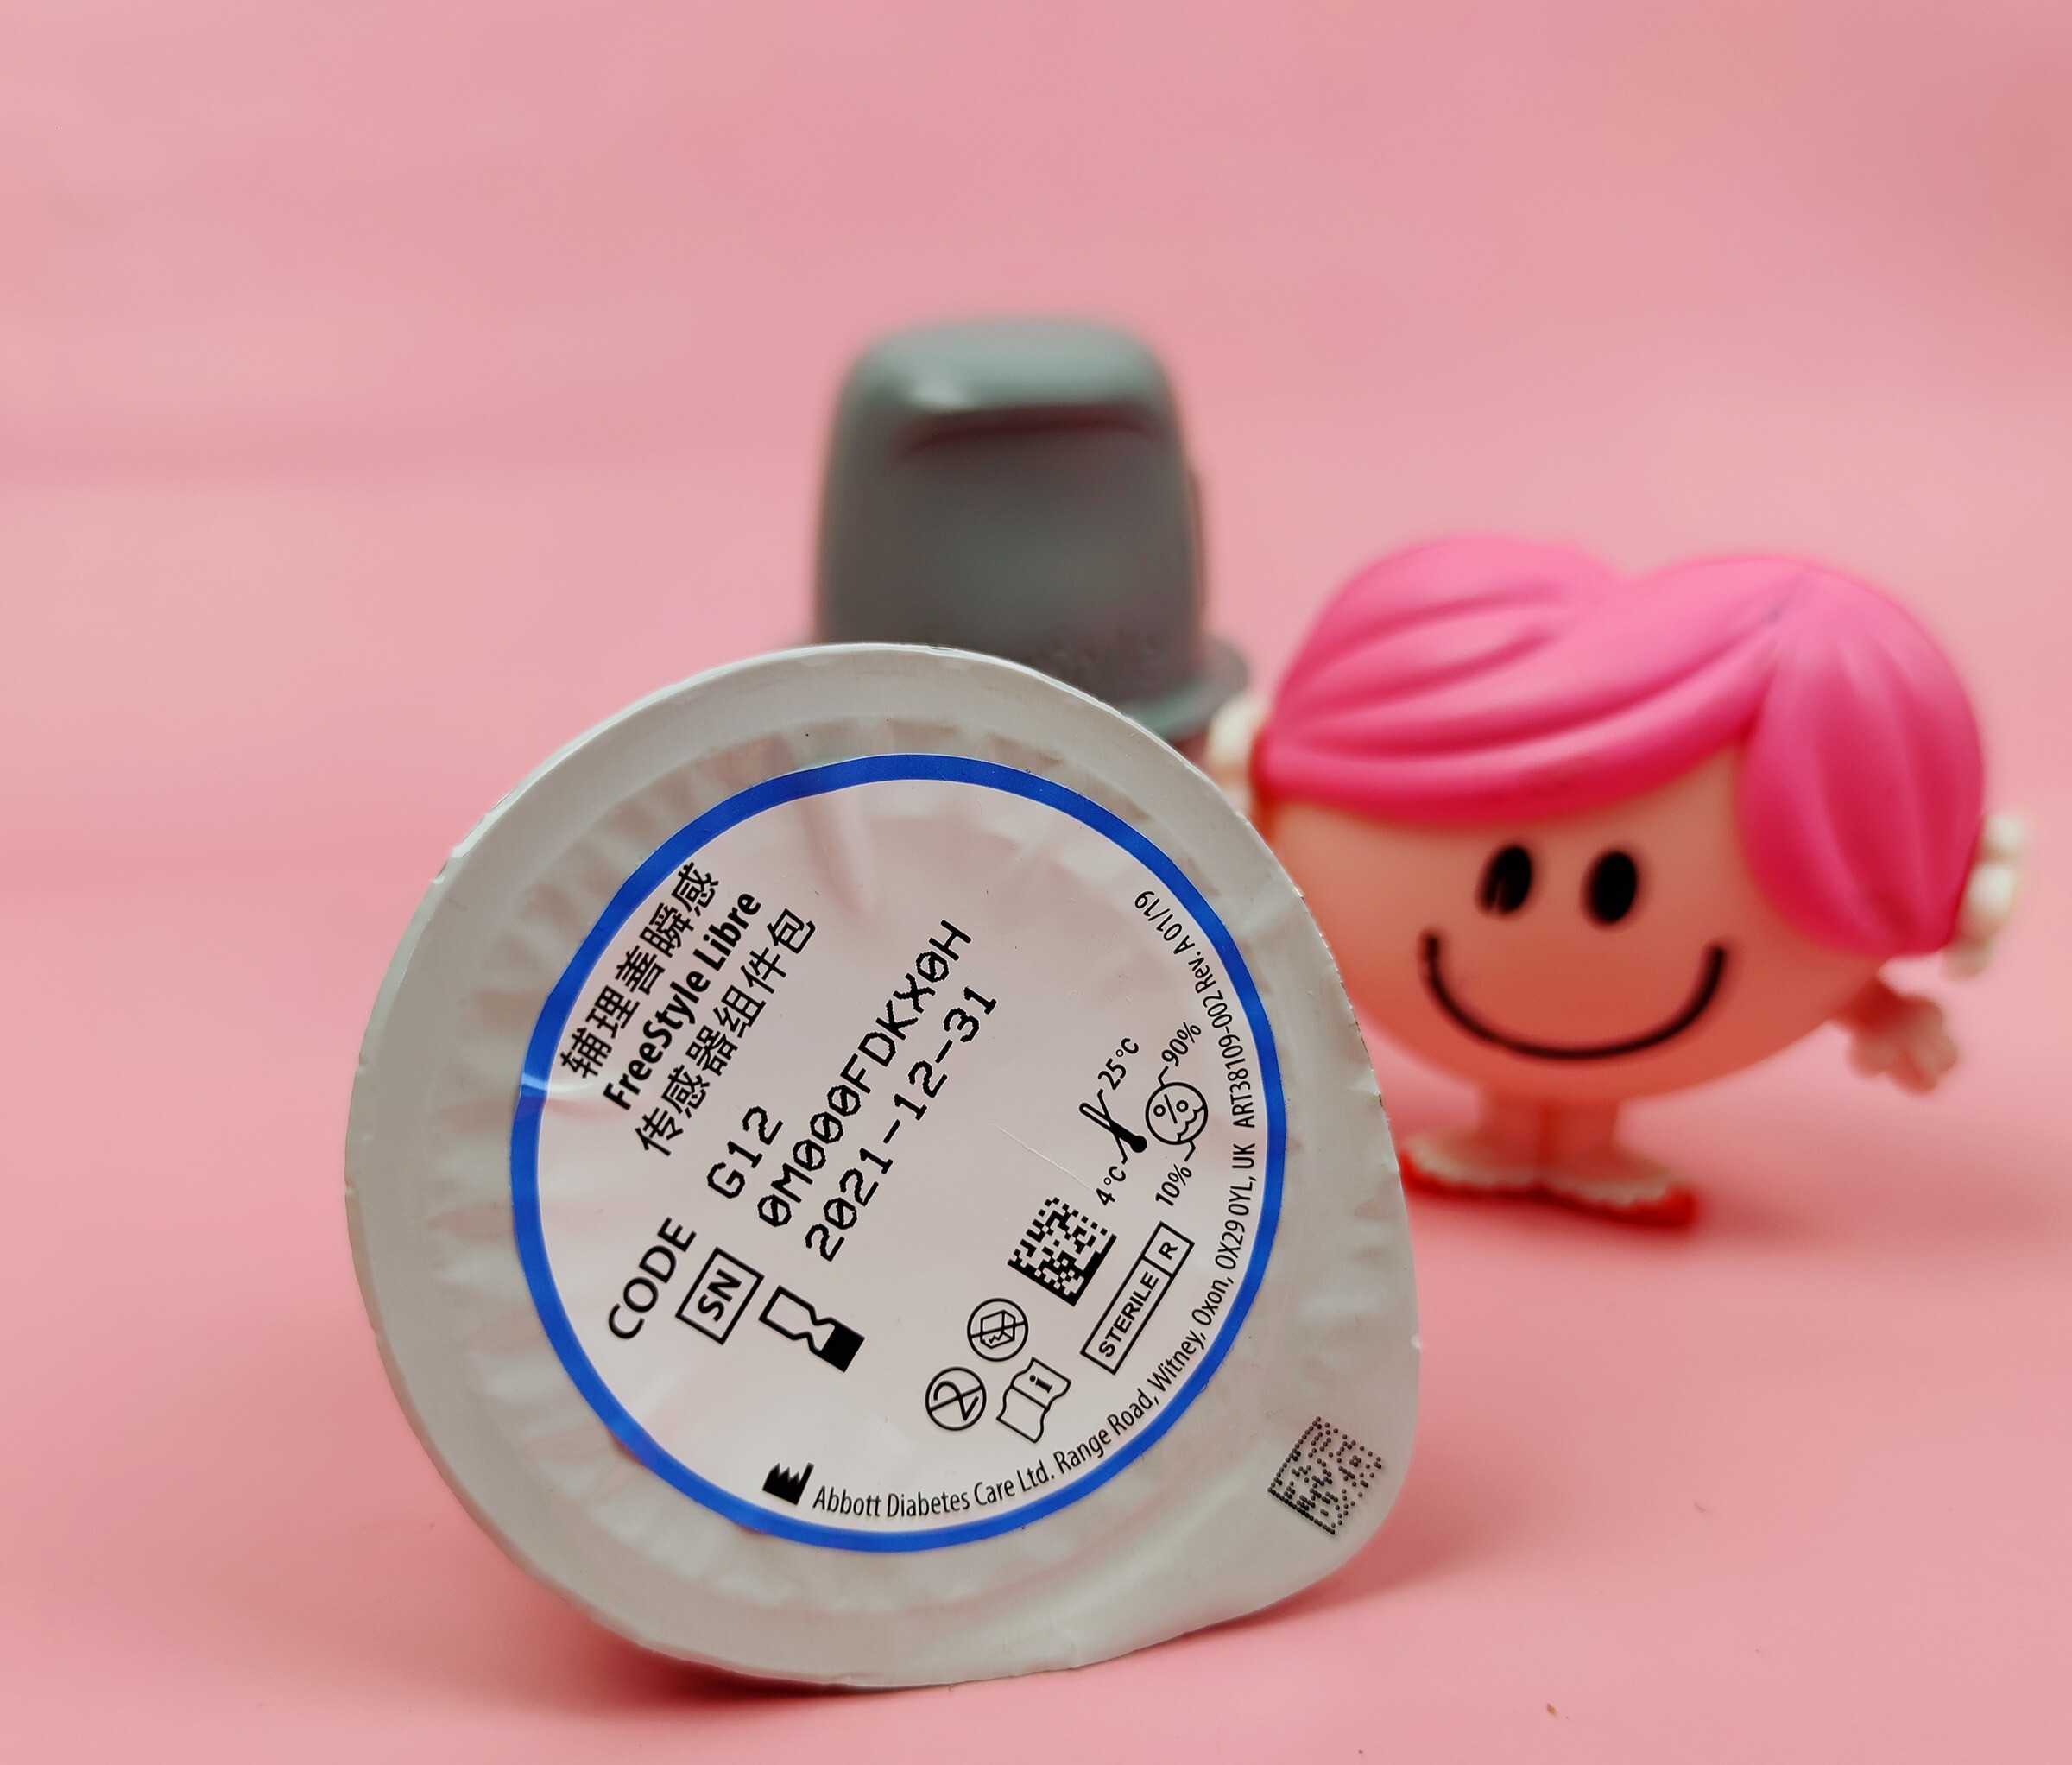 辅理善瞬感
FreeStyle Libre
传感器组件包
CODE G12
SN 0M000FDKX0H
2021-12-31
4°C 25°C
10% 90%
2
i
STERILE R
Abbott Diabetes Care Ltd. Range Road, Witney, Oxon, OX29 0YL, UK ART38109-002 Rev. A 01/19